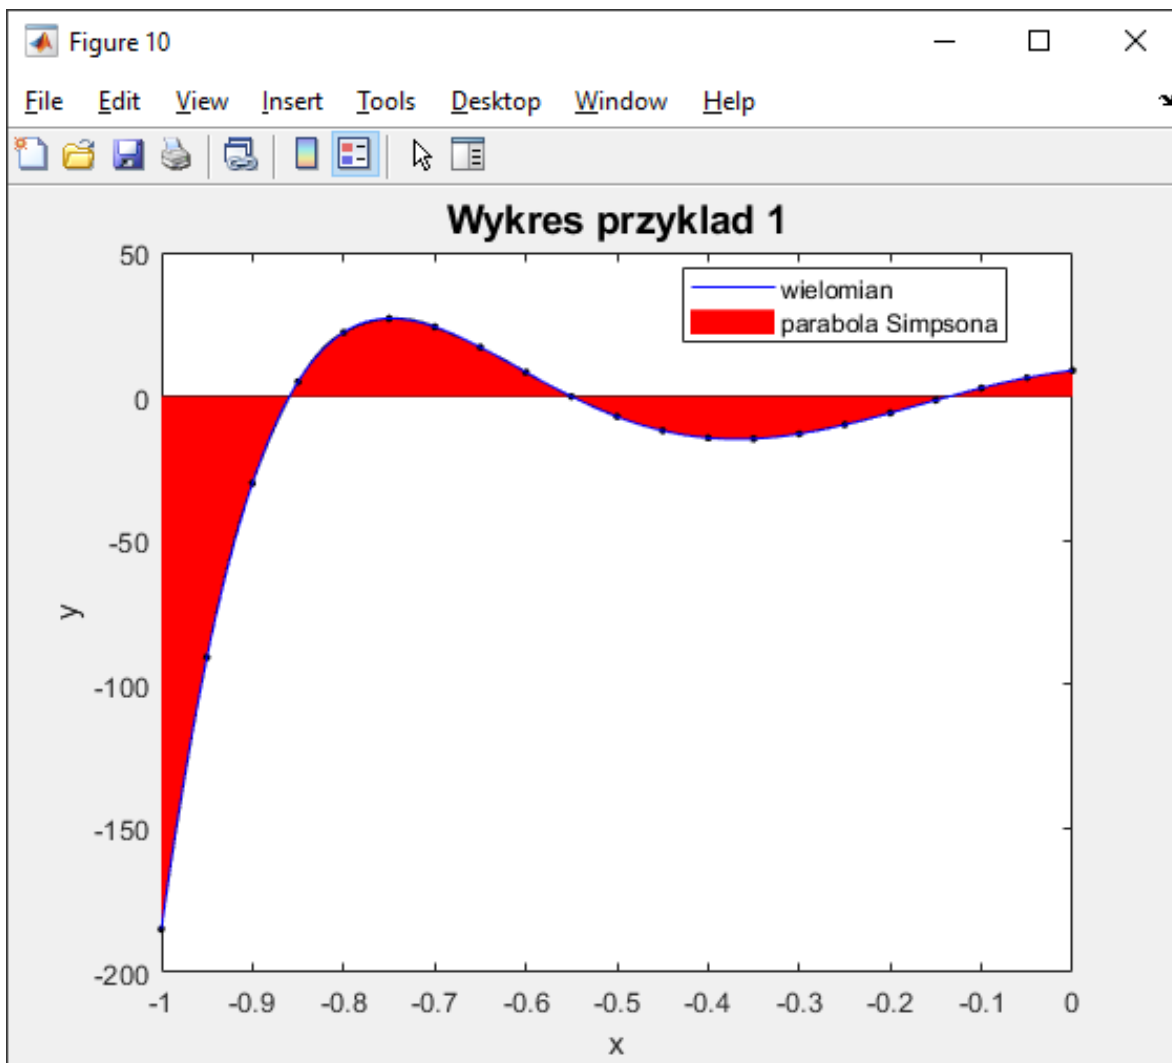 Figure 10
File Edit View Insert Tools Desktop Window Help
Wykres przyklad 1
50
0
-50
-100
-150
-200
y
wielomian
parabola Simpsona
-1 -0.9 -0.8 -0.7 -0.6 -0.5 -0.4 -0.3 -0.2 -0.1 0
x